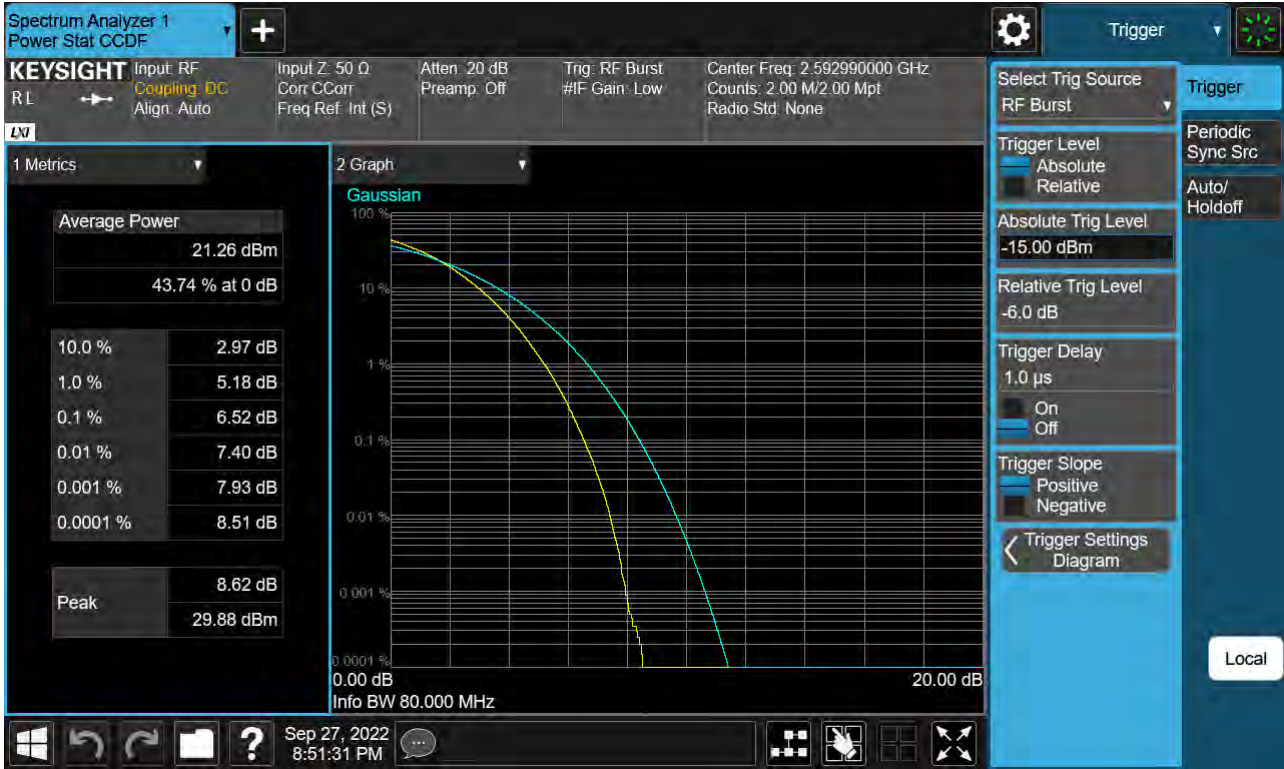 Spectrum Analyzer 1
Power Stat CCDF
+
Trigger
KEYSIGHT
RL
LXI
Input: RF
Coupling: DC
Align: Auto
Input Z: 50 Ω
Corr CCorr
Freq Ref: Int (S)
Atten: 20 dB
Preamp: Off
Trig: RF Burst
#IF Gain: Low
Center Freq: 2.592990000 GHz
Counts: 2.00 M/2.00 Mpt
Radio Std: None
1 Metrics
Average Power
21.26 dBm
43.74 % at 0 dB
10.0 % 2.97 dB
1.0 % 5.18 dB
0.1 % 6.52 dB
0.01 % 7.40 dB
0.001 % 7.93 dB
0.0001 % 8.51 dB
Peak
8.62 dB
29.88 dBm
2 Graph
Gaussian
100 %
10 %
1 %
0.1 %
0.01 %
0.001 %
0.0001 %
0.00 dB 20.00 dB
Info BW 80.000 MHz
Select Trig Source
RF Burst
Trigger Level
Absolute
Relative
Absolute Trig Level
-15.00 dBm
Relative Trig Level
-6.0 dB
Trigger Delay
1.0 µs
On
Off
Trigger Slope
Positive
Negative
Trigger Settings
Diagram
Trigger
Periodic
Sync Src
Auto/
Holdoff
Local
?
Sep 27, 2022
8:51:31 PM